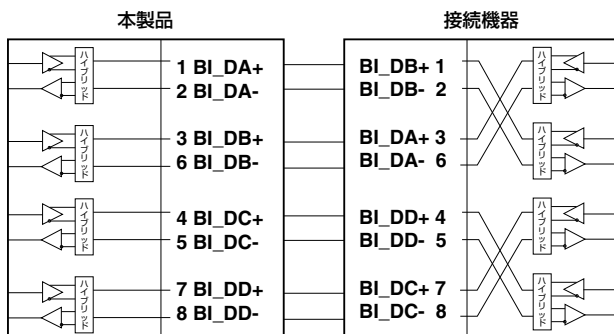 本製品
接続機器
ハイブリッド
1 BI_DA+
2 BI_DA-
ハイブリッド
3 BI_DB+
6 BI_DB-
ハイブリッド
4 BI_DC+
5 BI_DC-
ハイブリッド
7 BI_DD+
8 BI_DD-
BI_DB+ 1
BI_DB- 2
ハイブリッド
BI_DA+ 3
BI_DA- 6
ハイブリッド
BI_DD+ 4
BI_DD- 5
ハイブリッド
BI_DC+ 7
BI_DC- 8
ハイブリッド